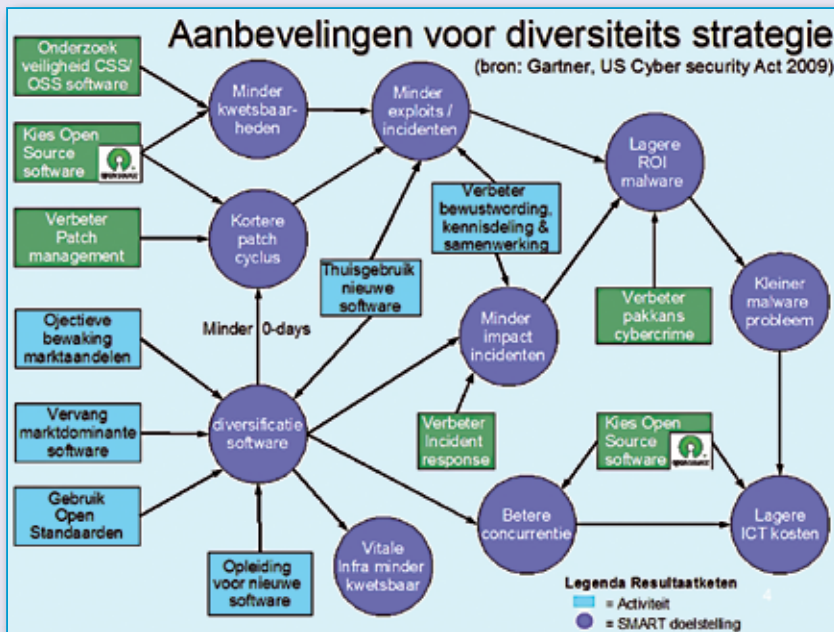 Aanbevelingen voor diversiteits strategie
(bron: Gartner, US Cyber security Act 2009)
Onderzoek
veiligheid CSS/
OSS software
Minder
kwetsbaar-
heden
Minder
exploits /
incidenten
Lagere
ROI
malware
Kies Open
Source
software
Verbeter
Patch
management
Kortere
patch
cyclus
Verbeter
bewustwording,
kennisdeling &
samenwerking
Thuisgebruik
nieuwe
software
Kleiner
malware
probleem
Minder 0-days
Minder
impact
incidenten
Verbeter
pakkans
cybercrime
Ojectieve
bewaking
marktaandelen
Vervang
marktdominante
software
Gebruik
Open
Standaarden
diversificatie
software
Verbeter
Incident
response
Kies Open
Source
software
Opleiding
voor nieuwe
software
Vitale
Infra minder
kwetsbaar
Betere
concurrentie
Lagere
ICT kosten
4
Legenda Resultaatketen
= Activiteit
= SMART doelstelling